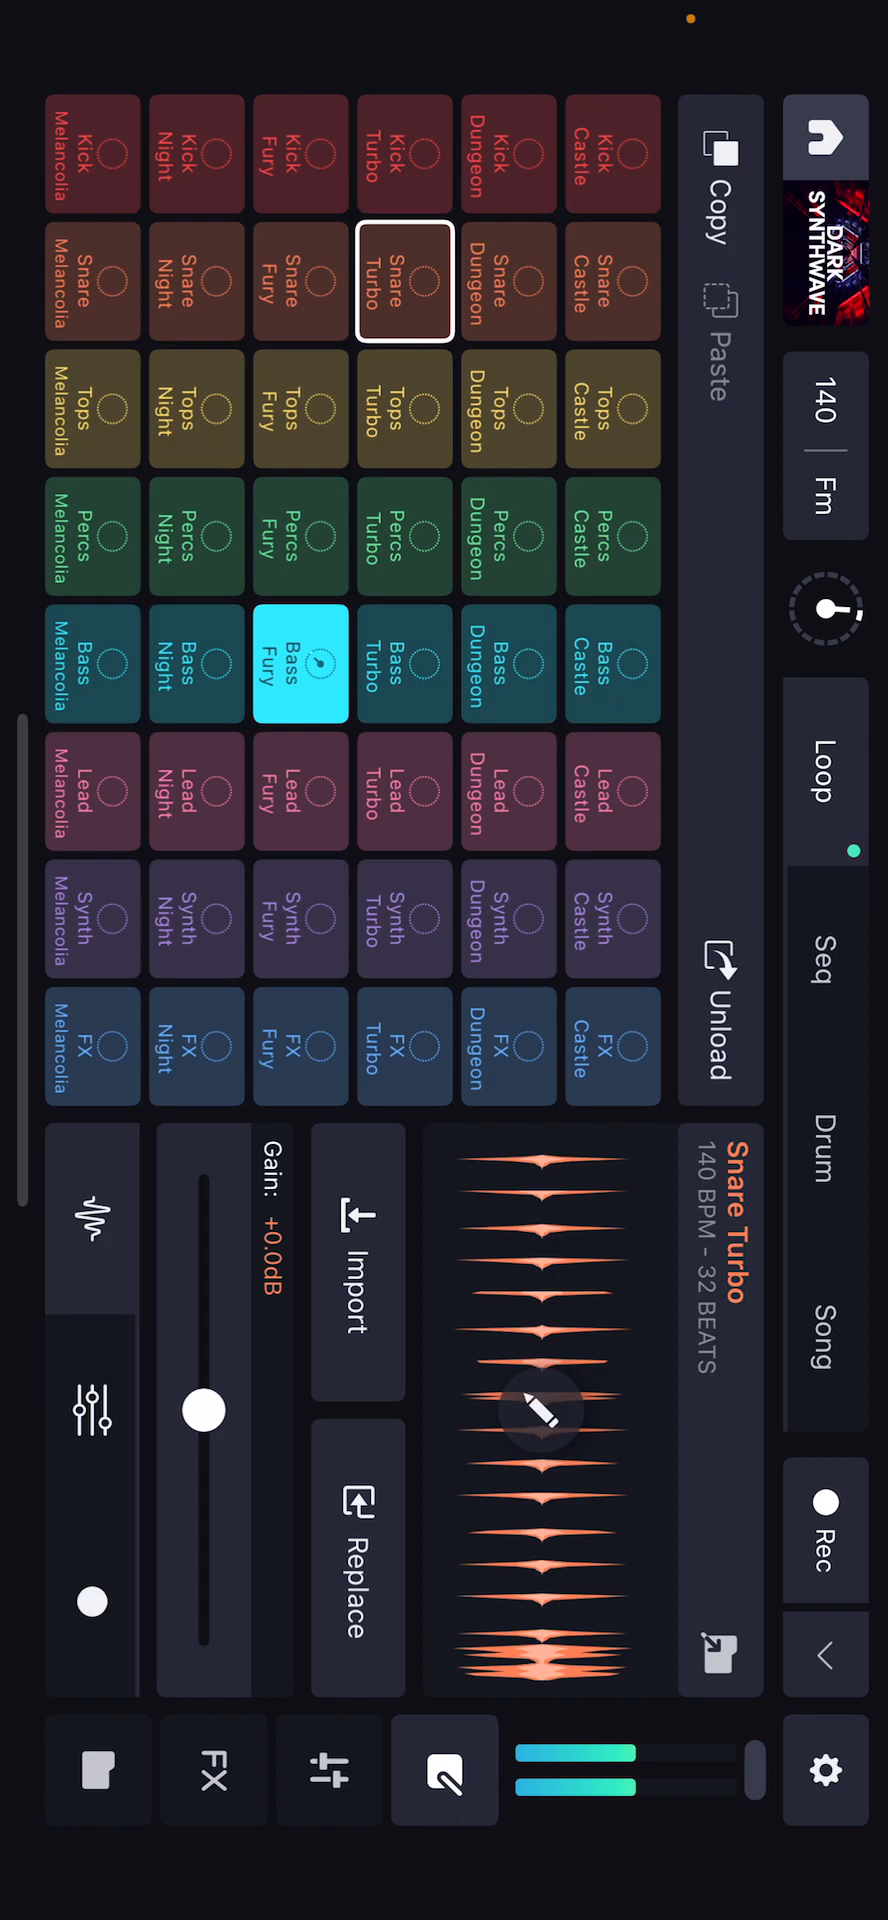 DARK
SYNTHWAVE
140
Fm
Loop
Seq
Drum
Song
Rec
Copy
Paste
Unload
Kick
Castle
Snare
Castle
Tops
Castle
Percs
Castle
Bass
Castle
Lead
Castle
Synth
Castle
FX
Castle
Kick
Dungeon
Snare
Dungeon
Tops
Dungeon
Percs
Dungeon
Bass
Dungeon
Lead
Dungeon
Synth
Dungeon
FX
Dungeon
Kick
Turbo
Snare
Turbo
Tops
Turbo
Percs
Turbo
Bass
Turbo
Lead
Turbo
Synth
Turbo
FX
Turbo
Kick
Fury
Snare
Fury
Tops
Fury
Percs
Fury
Bass
Fury
Lead
Fury
Synth
Fury
FX
Fury
Kick
Night
Snare
Night
Tops
Night
Percs
Night
Bass
Night
Lead
Night
Synth
Night
FX
Night
Kick
Melancolia
Snare
Melancolia
Tops
Melancolia
Percs
Melancolia
Bass
Melancolia
Lead
Melancolia
Synth
Melancolia
FX
Melancolia
Snare Turbo
140 BPM - 32 BEATS
Import
Replace
Gain: +0.0dB
FX